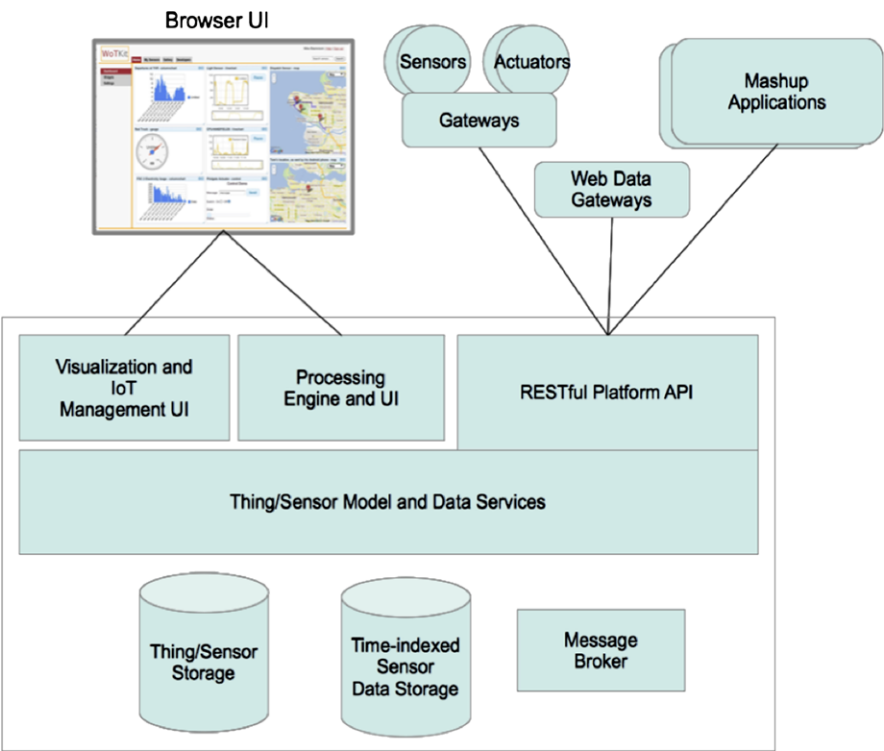 Browser UI
WoTKit
Sensors
Actuators
Gateways
Mashup
Applications
Web Data
Gateways
Visualization and
IoT
Management UI
Processing
Engine and UI
RESTful Platform API
Thing/Sensor Model and Data Services
Thing/Sensor
Storage
Time-indexed
Sensor
Data Storage
Message
Broker